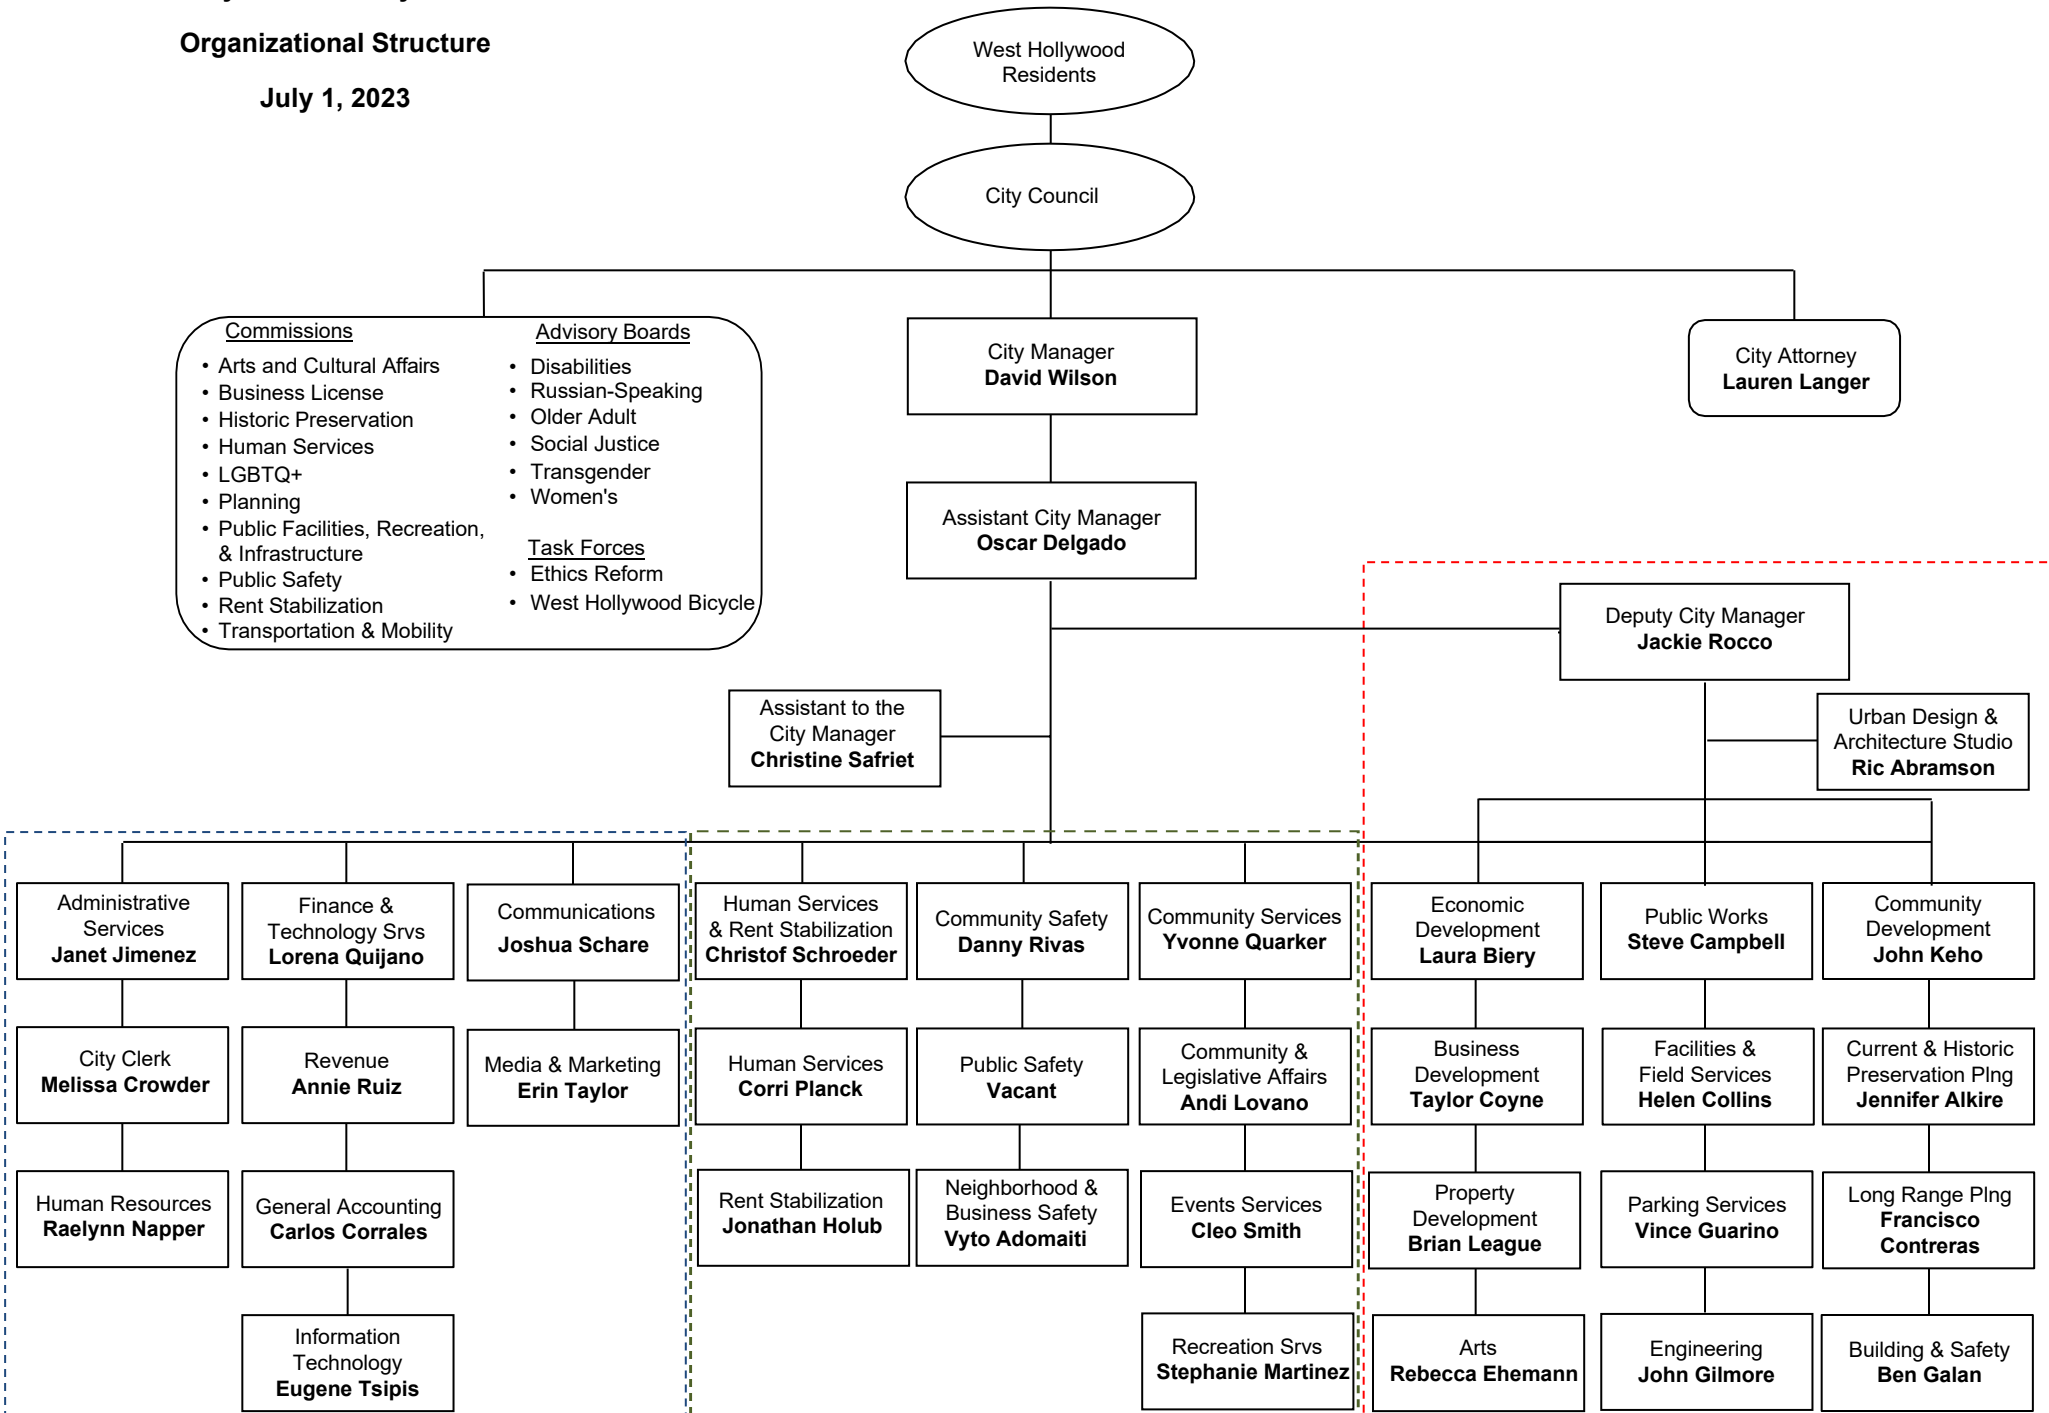 Organizational Structure
July 1, 2023
West Hollywood
Residents
City Council
Commissions
• Arts and Cultural Affairs
• Business License
• Historic Preservation
• Human Services
• LGBTQ+
• Planning
• Public Facilities, Recreation,
& Infrastructure
• Public Safety
• Rent Stabilization
• Transportation & Mobility
Advisory Boards
• Disabilities
• Russian-Speaking
• Older Adult
• Social Justice
• Transgender
• Women's
Task Forces
• Ethics Reform
• West Hollywood Bicycle
City Manager
David Wilson
City Attorney
Lauren Langer
Assistant City Manager
Oscar Delgado
Deputy City Manager
Jackie Rocco
Assistant to the
City Manager
Christine Safriet
Urban Design &
Architecture Studio
Ric Abramson
Administrative
Services
Janet Jimenez
Finance &
Technology Srvs
Lorena Quijano
Communications
Joshua Schare
Human Services
& Rent Stabilization
Christof Schroeder
Community Safety
Danny Rivas
Community Services
Yvonne Quarker
Economic
Development
Laura Biery
Public Works
Steve Campbell
Community
Development
John Keho
City Clerk
Melissa Crowder
Revenue
Annie Ruiz
Media & Marketing
Erin Taylor
Human Services
Corri Planck
Public Safety
Vacant
Community &
Legislative Affairs
Andi Lovano
Business
Development
Taylor Coyne
Facilities &
Field Services
Helen Collins
Current & Historic
Preservation Plng
Jennifer Alkire
Human Resources
Raelynn Napper
General Accounting
Carlos Corrales
Rent Stabilization
Jonathan Holub
Neighborhood &
Business Safety
Vyto Adomaiti
Events Services
Cleo Smith
Property
Development
Brian League
Parking Services
Vince Guarino
Long Range Plng
Francisco
Contreras
Information
Technology
Eugene Tsipis
Recreation Srvs
Stephanie Martinez
Arts
Rebecca Ehemann
Engineering
John Gilmore
Building & Safety
Ben Galan